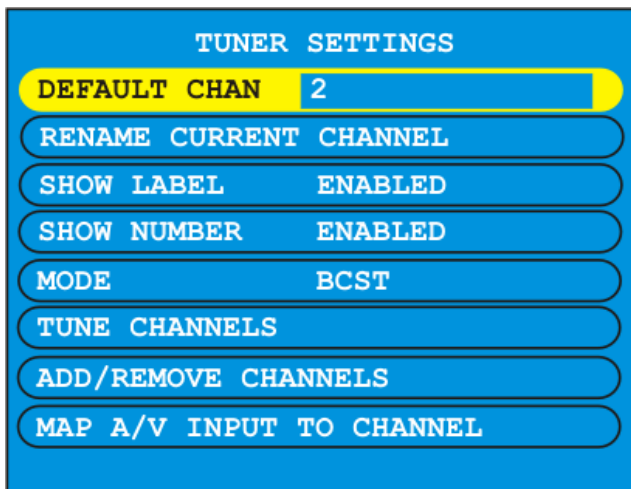 TUNER SETTINGS
DEFAULT CHAN 2
RENAME CURRENT CHANNEL
SHOW LABEL ENABLED
SHOW NUMBER ENABLED
MODE BCST
TUNE CHANNELS
ADD/REMOVE CHANNELS
MAP A/V INPUT TO CHANNEL